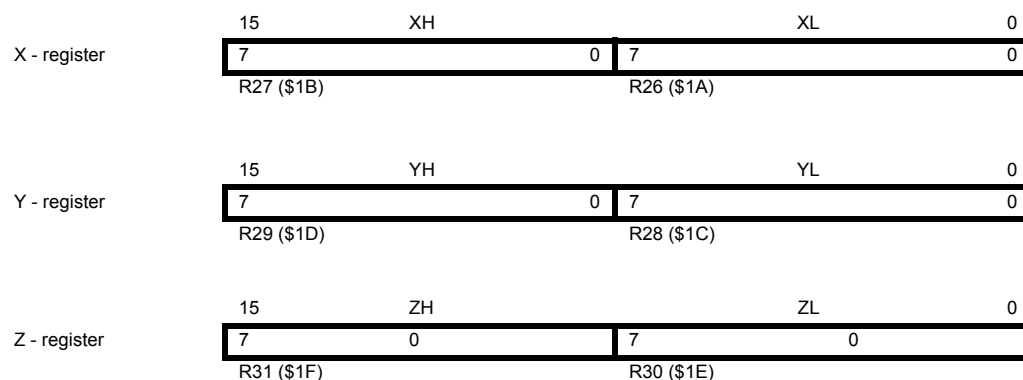 15 XH XL 0
X - register 7 0 7 0
R27 ($1B) R26 ($1A)
15 YH YL 0
Y - register 7 0 7 0
R29 ($1D) R28 ($1C)
15 ZH ZL 0
Z - register 7 0 7 0
R31 ($1F) R30 ($1E)